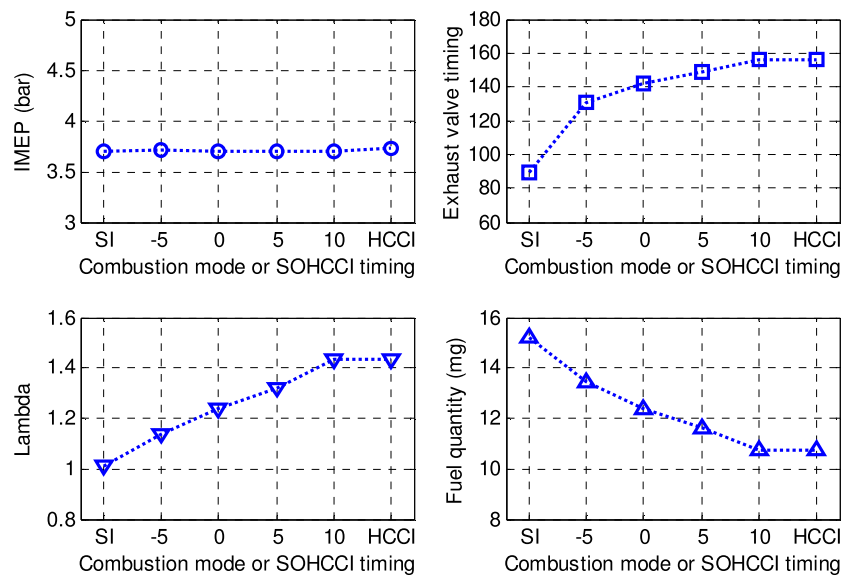 5
4.5
4
3.5
3
IMEP (bar)
SI -5 0 5 10 HCCI
Combustion mode or SOHCCI timing
180
160
140
120
100
80
60
Exhaust valve timing
SI -5 0 5 10 HCCI
Combustion mode or SOHCCI timing
1.6
1.4
1.2
1
0.8
Lambda
SI -5 0 5 10 HCCI
Combustion mode or SOHCCI timing
16
14
12
10
8
Fuel quantity (mg)
SI -5 0 5 10 HCCI
Combustion mode or SOHCCI timing